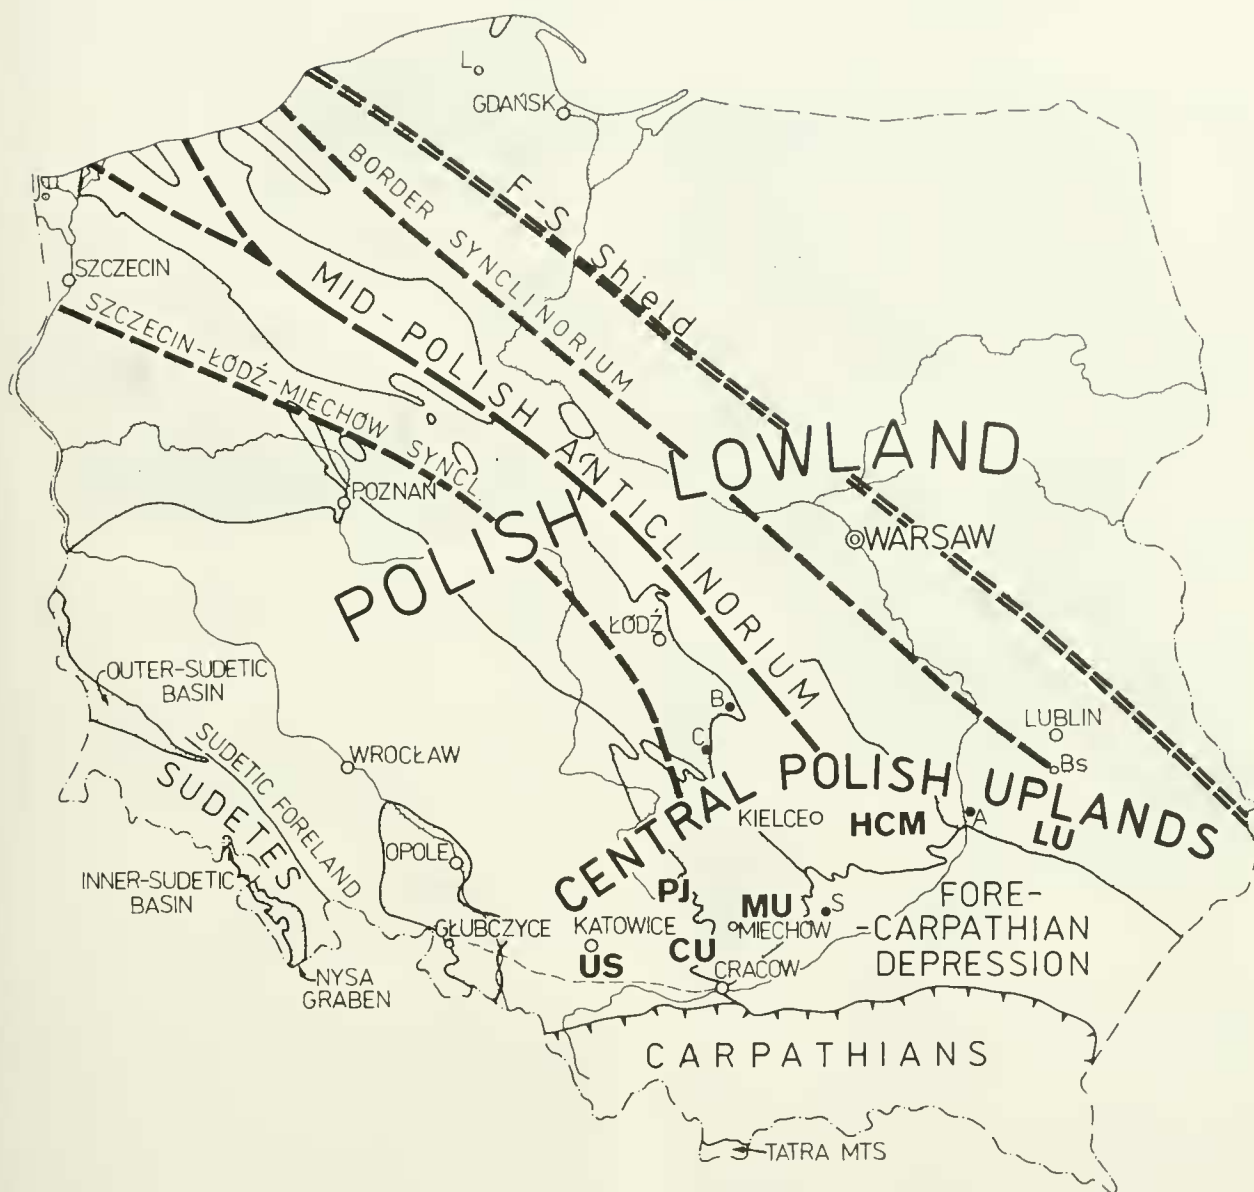 L
GDAŃSK
IJ
BORDER SYNCLINORIUM
F-S Shield
SZCZECIN
MID-POLISH ANTICLINORIUM
SZCZECIN-ŁÓDŹ-MIECHÓW SYNCL.
POLISH LOWLAND
POZNAŃ
WARSAW
ŁÓDŹ
OUTER-SUDETIC
BASIN
B
LUBLIN
C
Bs
WROCŁAW
SUDETIC FORELAND
SUDETES
CENTRAL POLISH UPLANDS
KIELCE
HCM
A
LU
OPOLE
INNER-SUDETIC
BASIN
PJ
MU
S
FORE-
-CARPATHIAN
DEPRESSION
GŁUBCZYCE
KATOWICE
MIECHÓW
US
CU
CRACOW
NYSA
GRABEN
CARPATHIANS
TATRA MTS